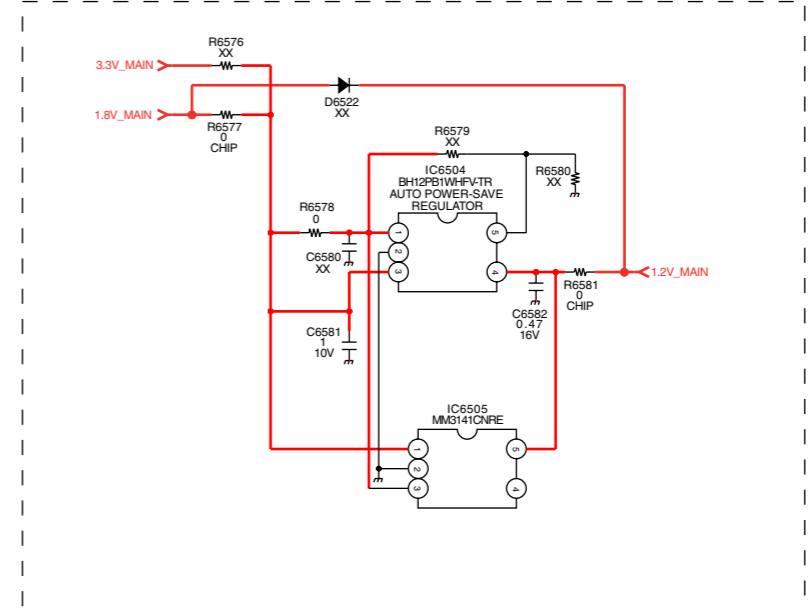 R6576
XX
3.3V_MAIN
D6522
XX
1.8V_MAIN
R6577
0
CHIP
R6579
XX
IC6504
BH12PB1WHFV-TR
AUTO POWER-SAVE
REGULATOR
R6580
XX
R6578
0
1
2
3
5
4
C6580
XX
1.2V_MAIN
R6581
0
CHIP
C6582
0.47
16V
C6581
1
10V
IC6505
MM3141CNRE
1
2
3
5
4